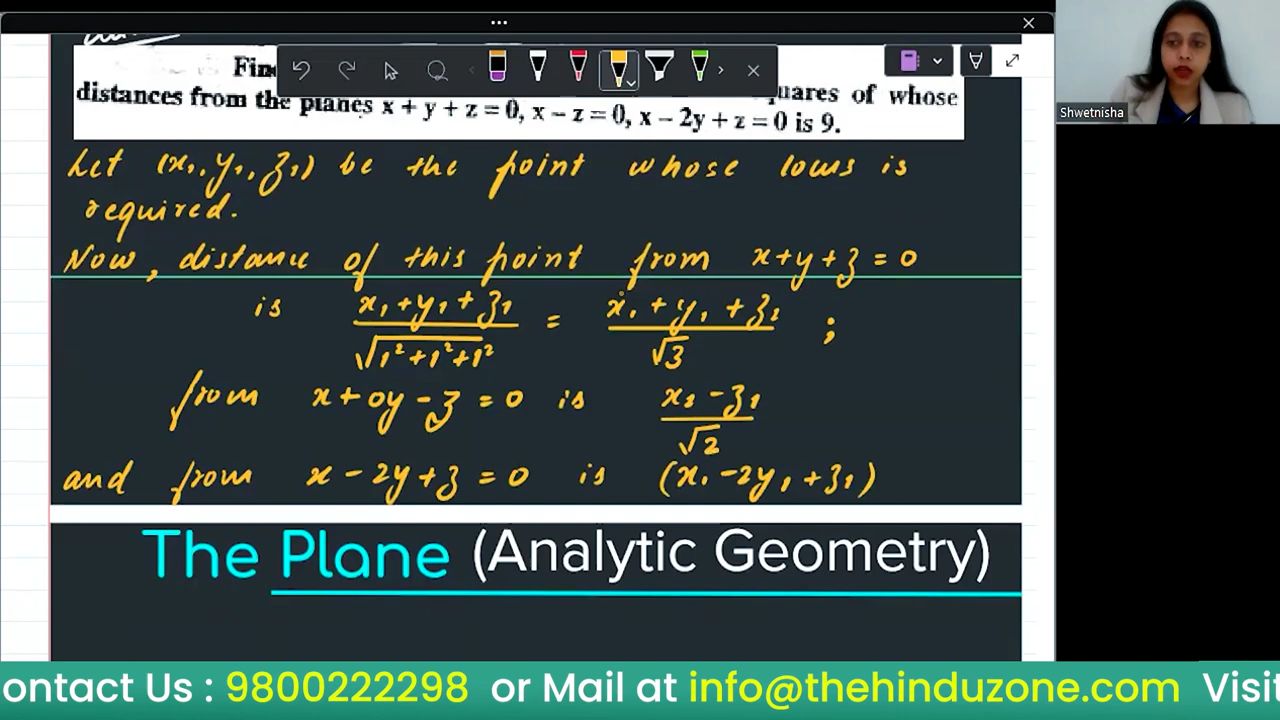 Find
quares of whose
distances from the planes x + y + z = 0, x – z = 0, x – 2y + z = 0 is 9.
Shwetnisha
Let (x₁, y₁, z₁) be the point whose locus is
required.
Now, distance of this point from x+y+z = 0
is x₁+y₁+z₁ / √1²+1²+1² = x₁+y₁+z₁ / √3 ;
from x+0y-z = 0 is x₁-z₁ / √2
and from x-2y+z = 0 is (x₁-2y₁+z₁)
The Plane (Analytic Geometry)
ontact Us : 9800222298 or Mail at info@thehinduzone.com Visi